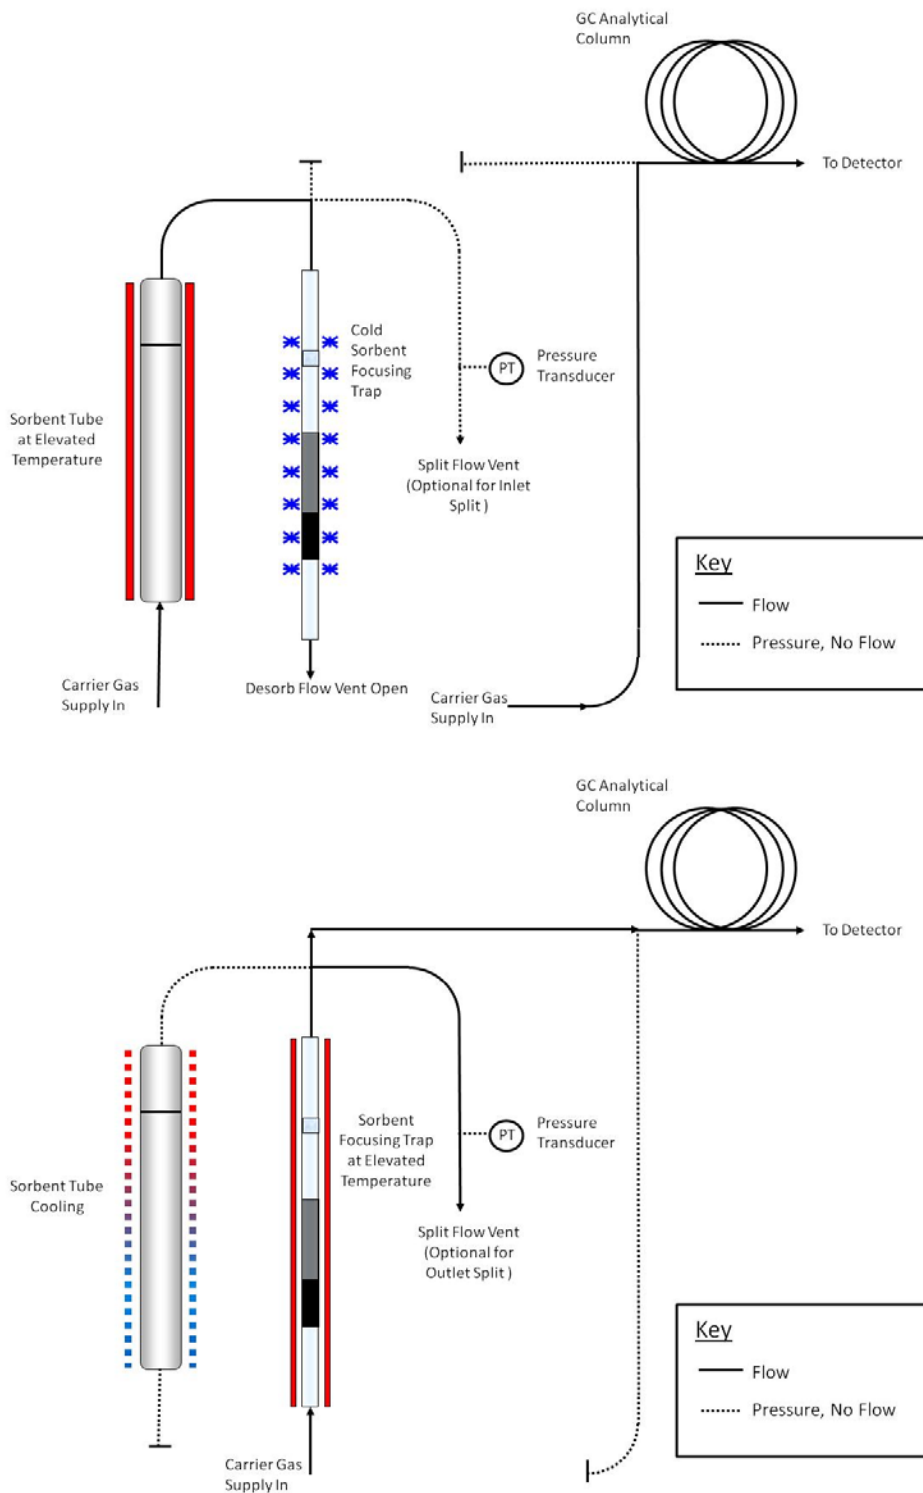 GC Analytical
Column
To Detector
Cold
Sorbent
Focusing
Trap
PT
Pressure
Transducer
Sorbent Tube
at Elevated
Temperature
Split Flow Vent
(Optional for Inlet
Split )
Key
Flow
Pressure, No Flow
Carrier Gas
Supply In
Desorb Flow Vent Open
Carrier Gas
Supply In
GC Analytical
Column
To Detector
Sorbent
Focusing Trap
at Elevated
Temperature
PT
Pressure
Transducer
Sorbent Tube
Cooling
Split Flow Vent
(Optional for
Outlet Split )
Key
Flow
Pressure, No Flow
Carrier Gas
Supply In